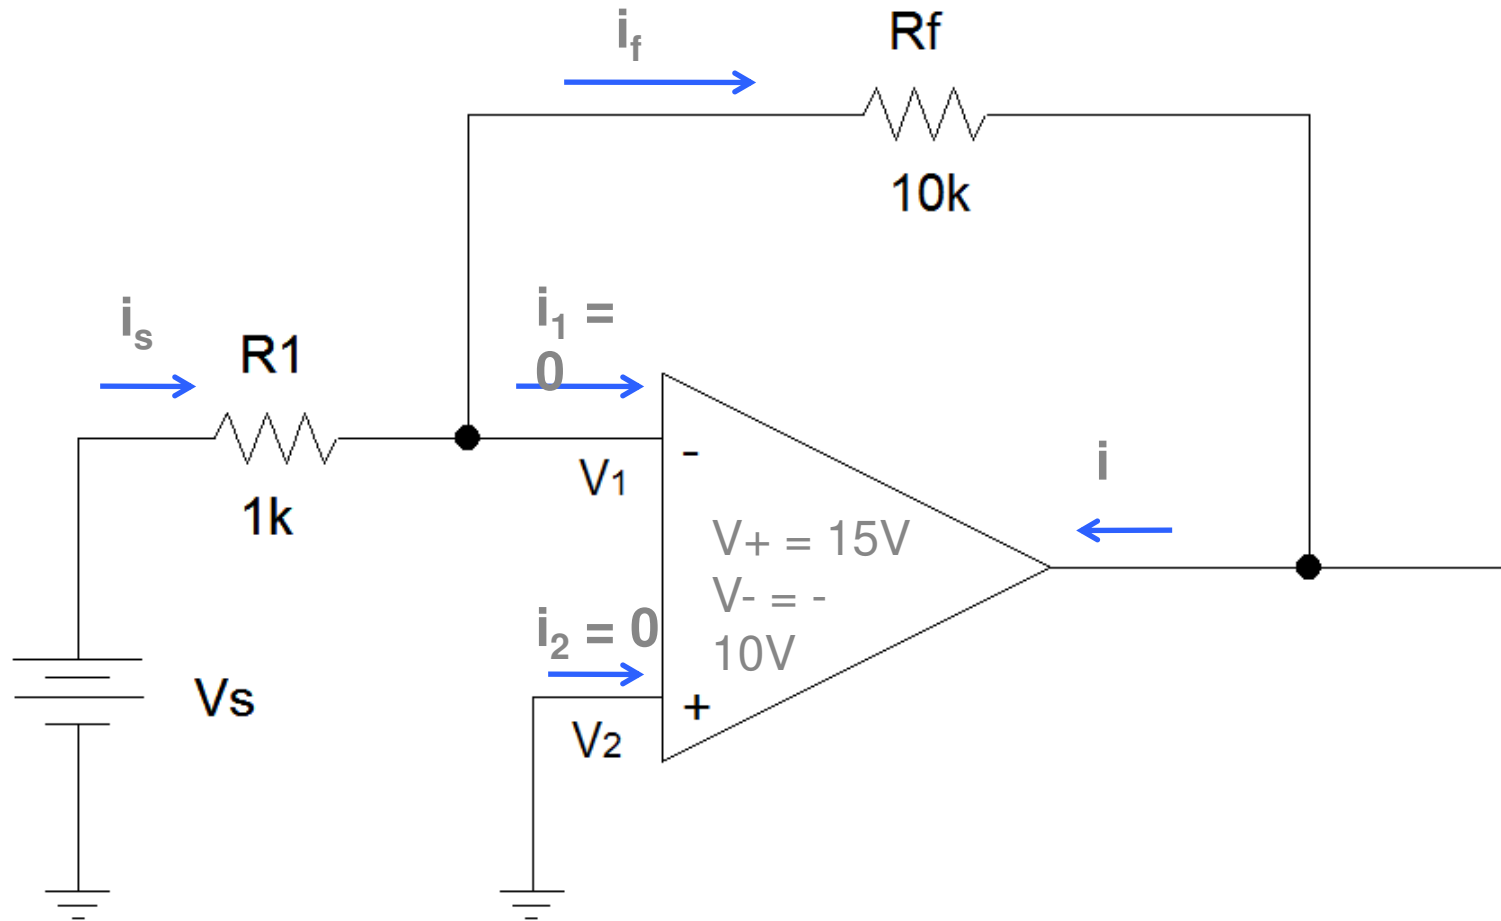 if
Rf
10k
is
R1
1k
i1 =
0
V1
-
i
V+ = 15V
V- = -
10V
i2 = 0
Vs
+
V2